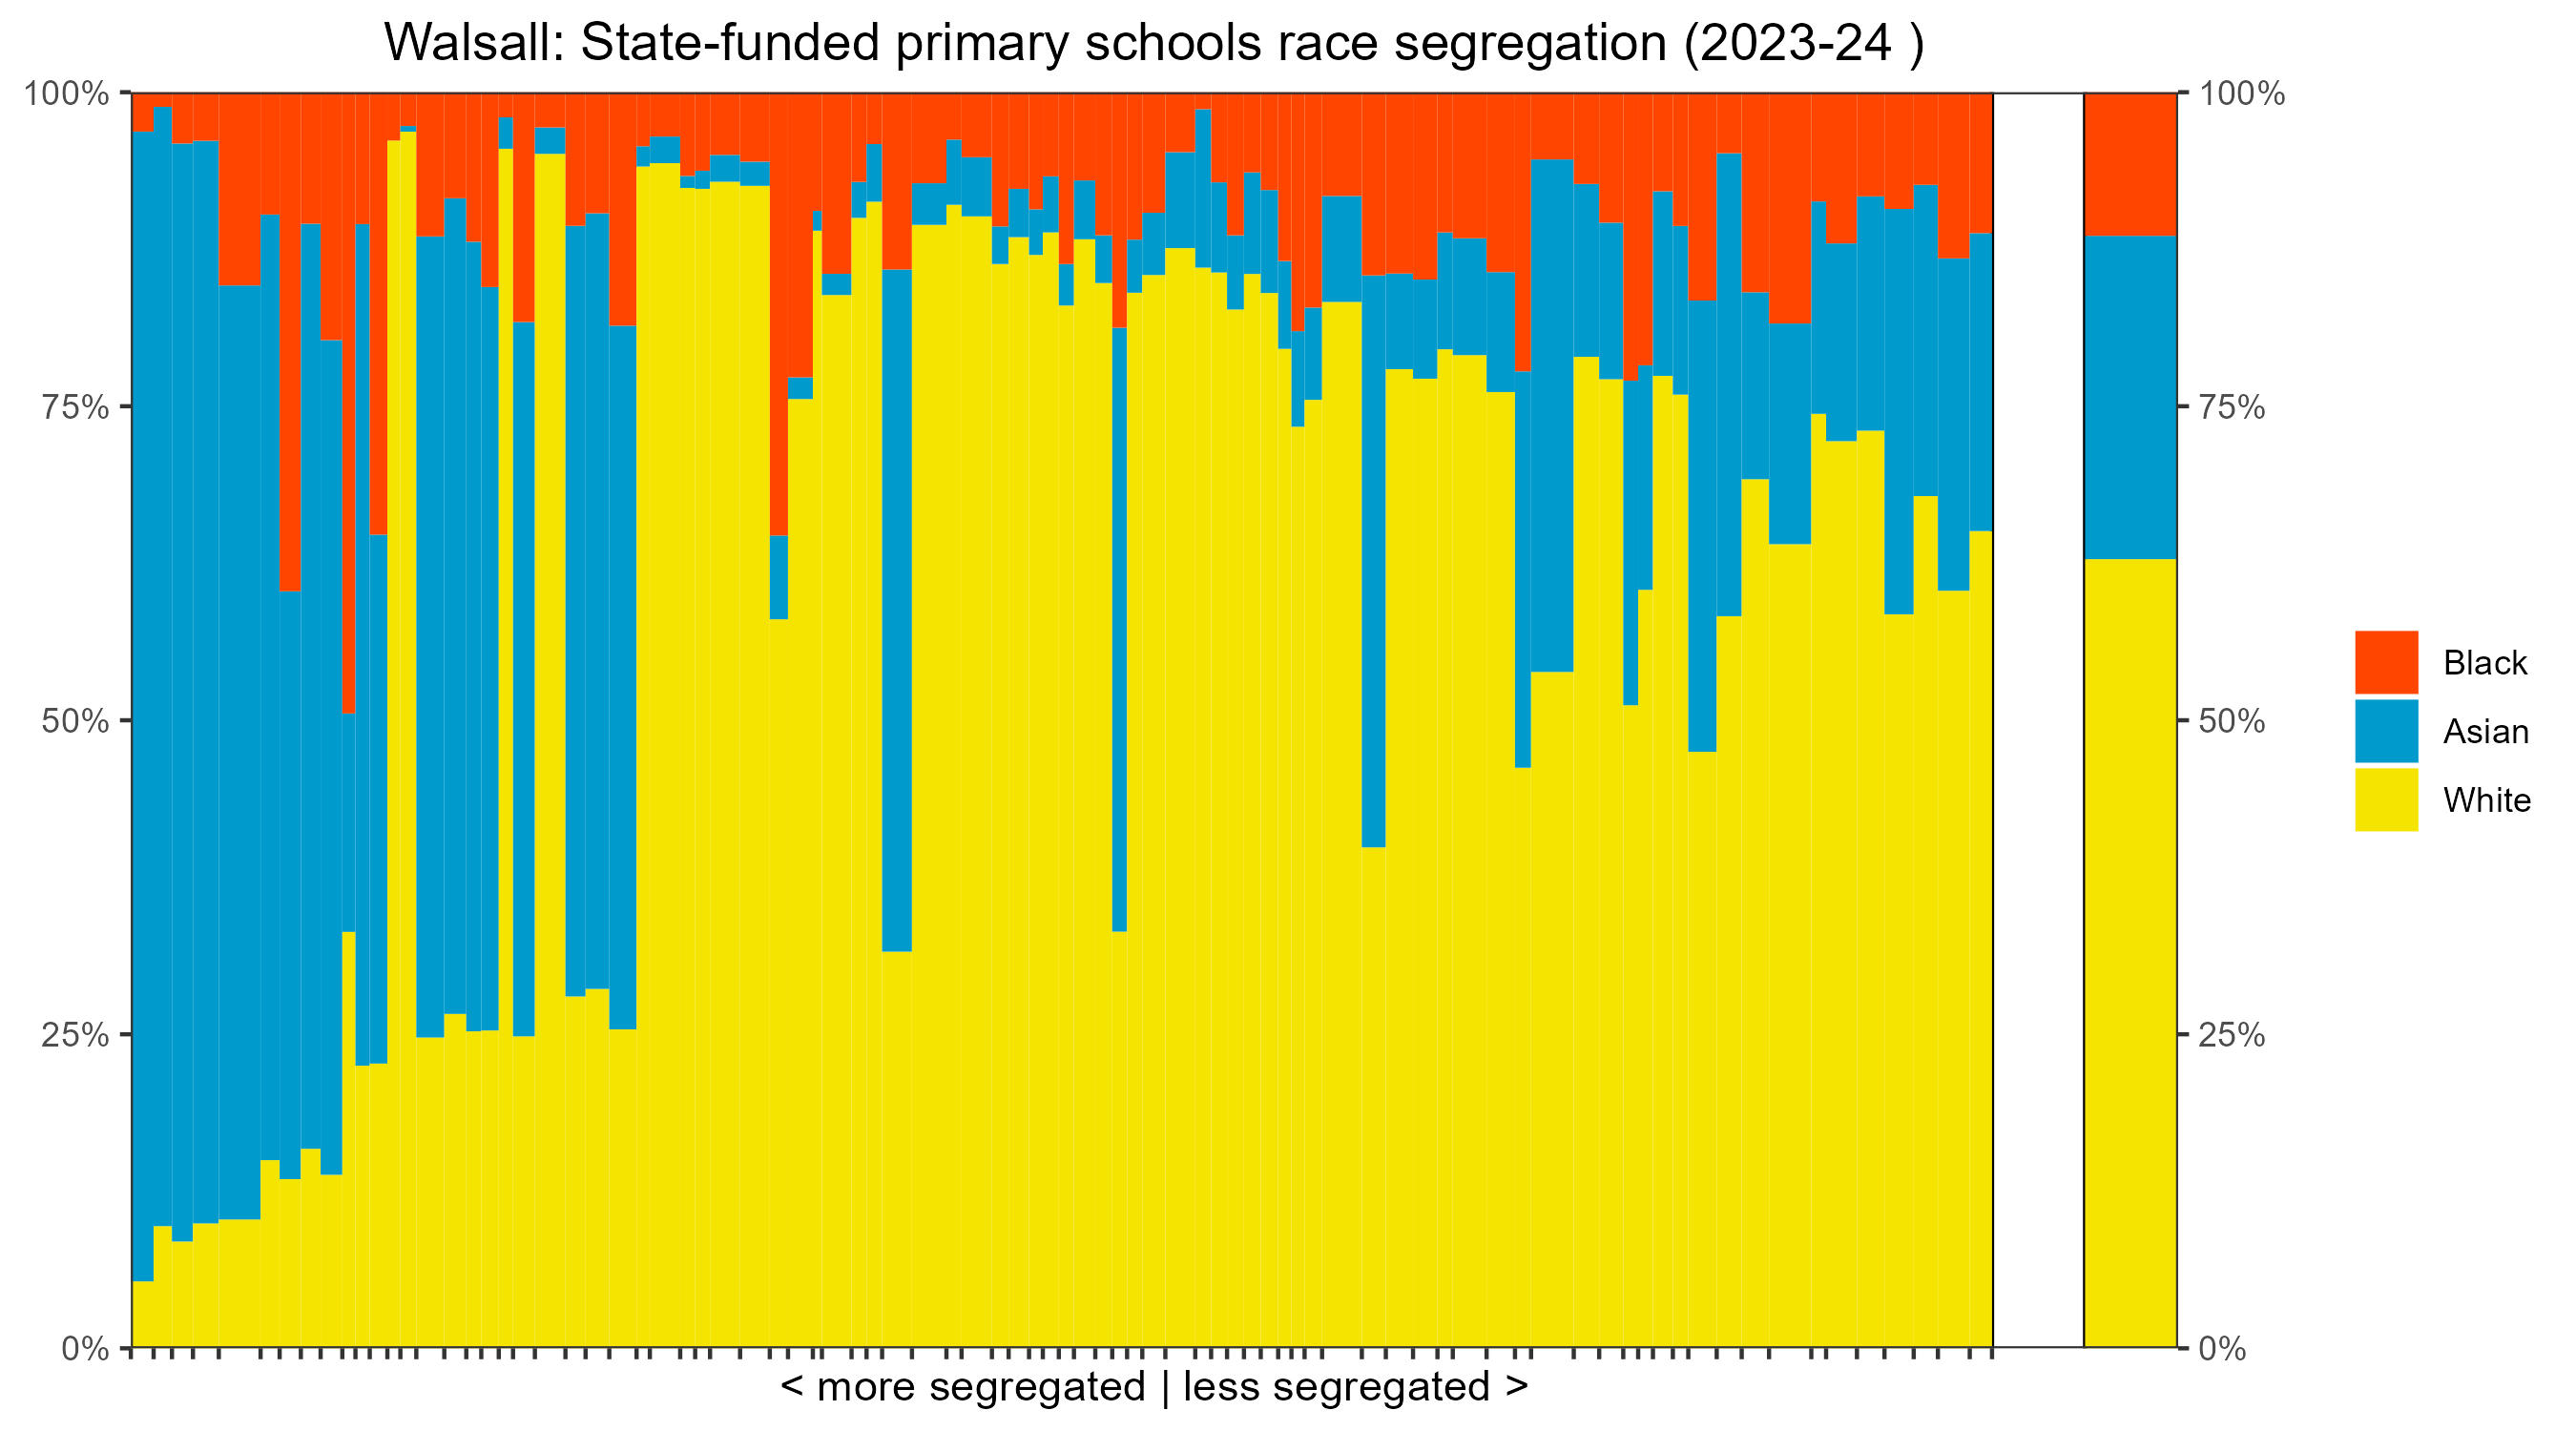 Walsall: State-funded primary schools race segregation (2023-24 )
100%
75%
50%
25%
0%
100%
75%
50%
25%
0%
Black
Asian
White
< more segregated | less segregated >